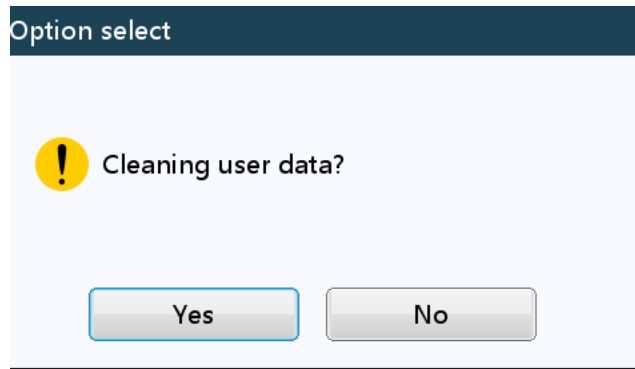 Option select
Cleaning user data?
Yes No